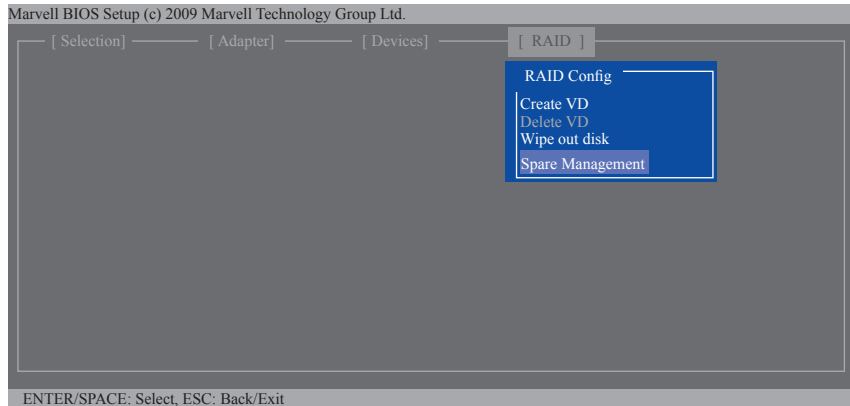 Marvell BIOS Setup (c) 2009 Marvell Technology Group Ltd.
[ Selection] [ Adapter] [ Devices] [ RAID ]
RAID Config
Create VD
Delete VD
Wipe out disk
Spare Management
ENTER/SPACE: Select, ESC: Back/Exit